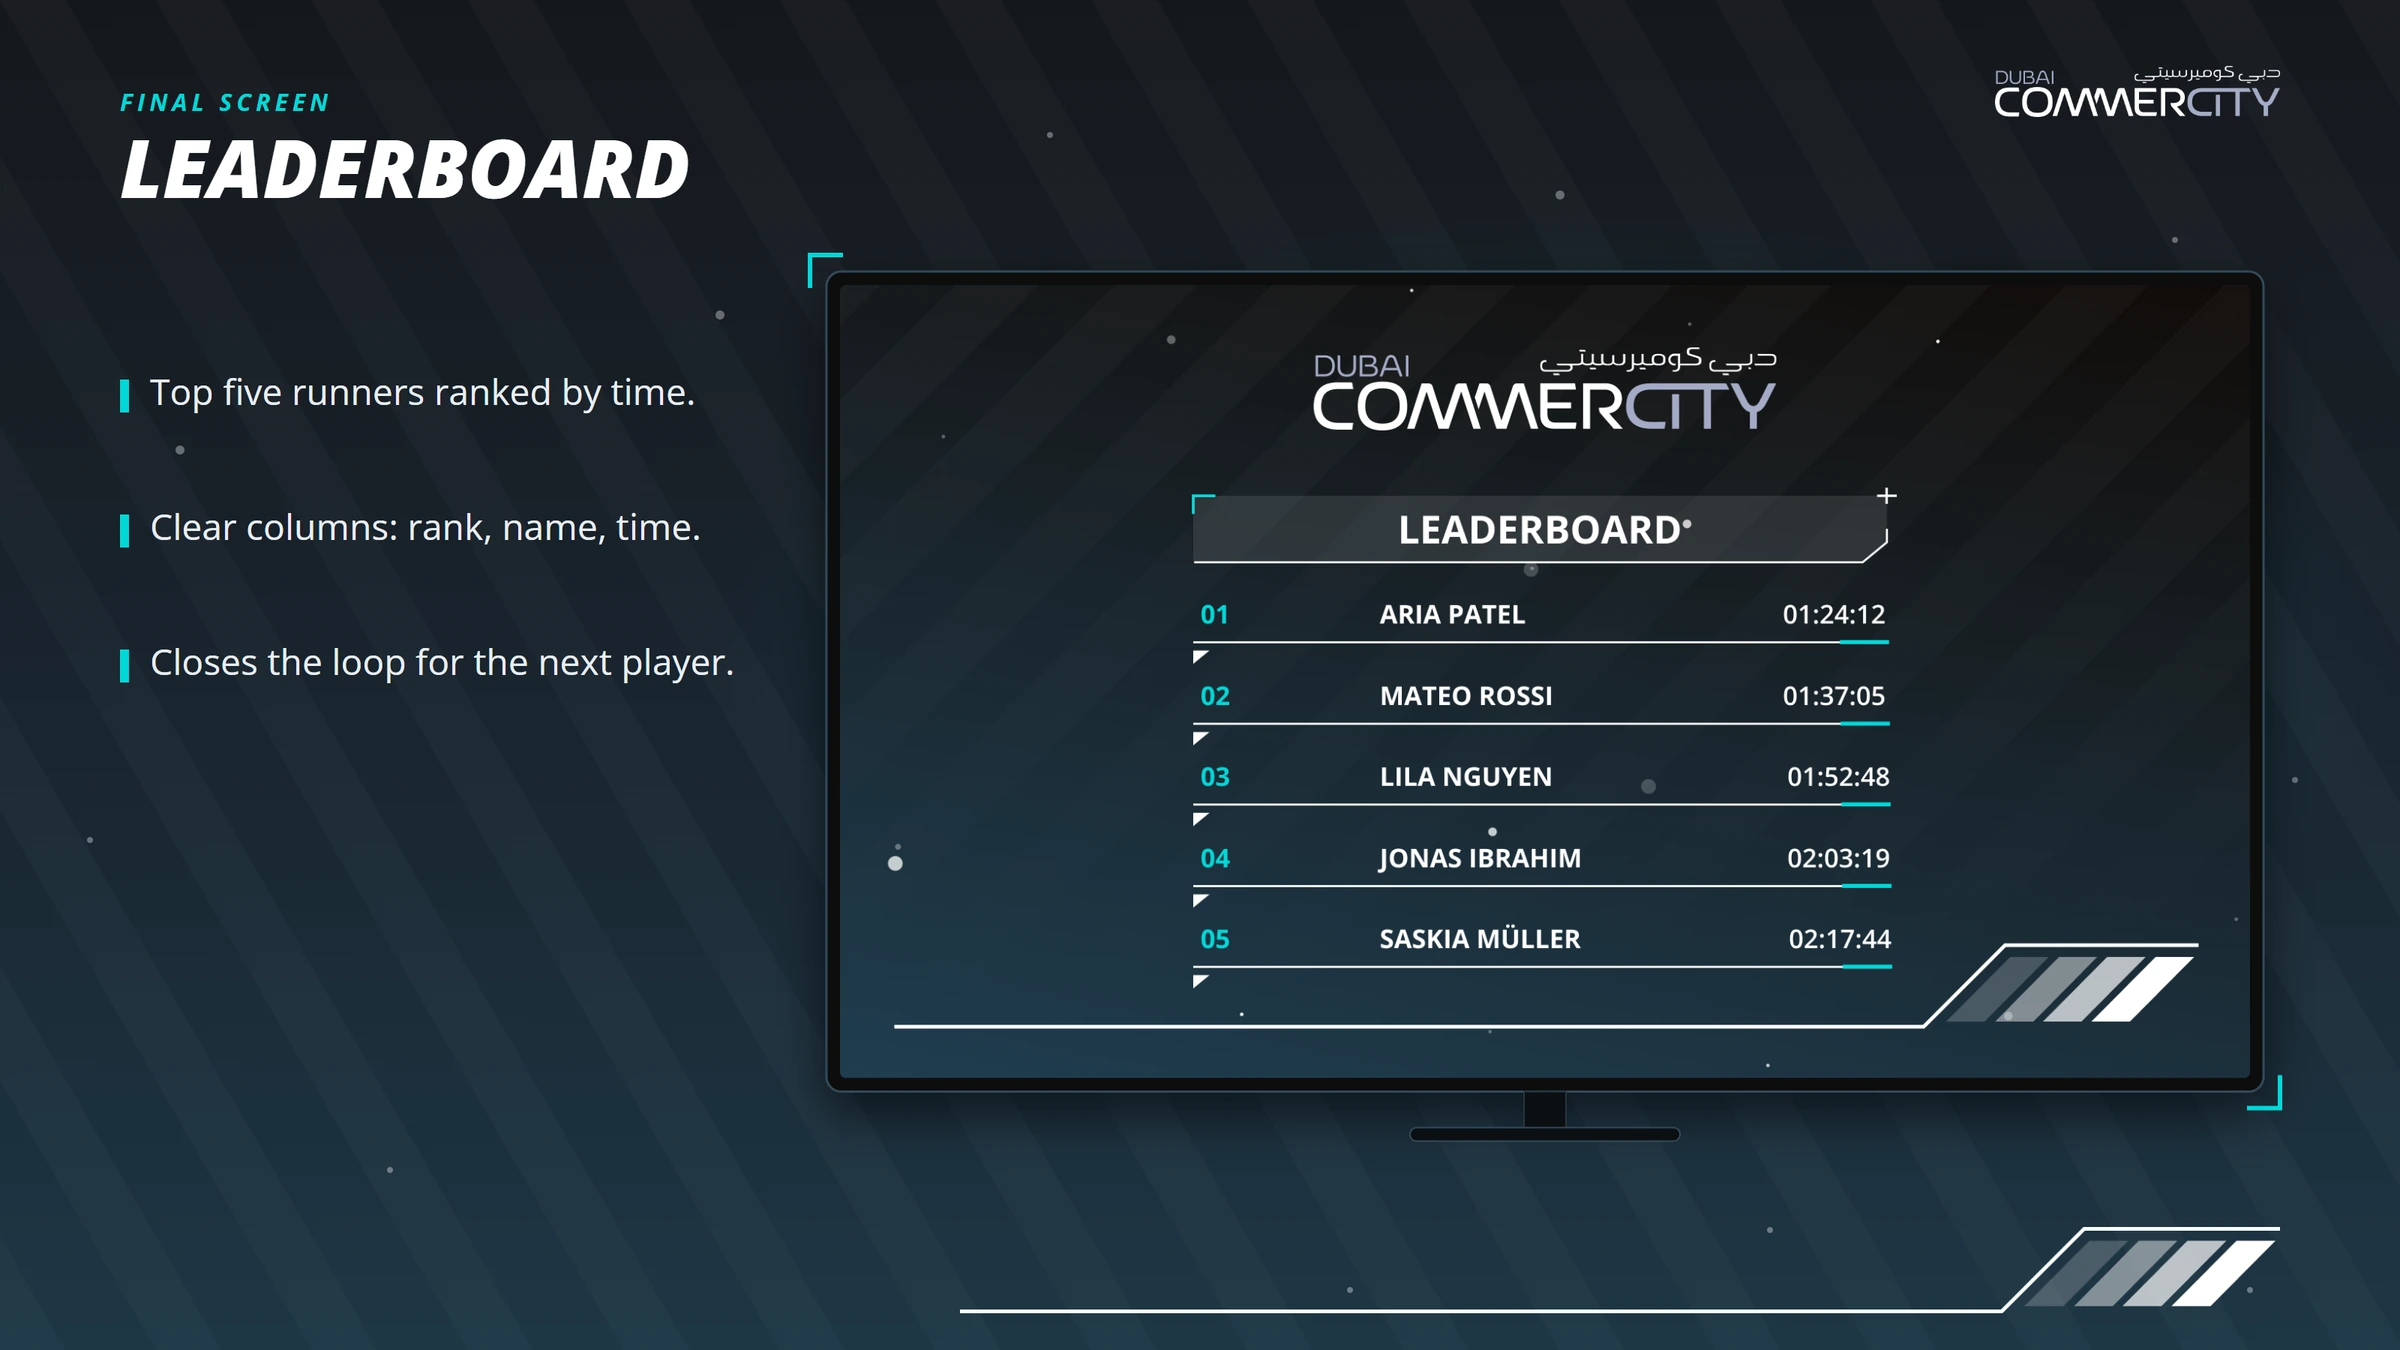 FINAL SCREEN
LEADERBOARD
DUBAI دبي كوميرسيتي
COMMERCITY
Top five runners ranked by time.
Clear columns: rank, name, time.
Closes the loop for the next player.
DUBAI دبي كوميرسيتي
COMMERCITY
LEADERBOARD
01 ARIA PATEL 01:24:12
02 MATEO ROSSI 01:37:05
03 LILA NGUYEN 01:52:48
04 JONAS IBRAHIM 02:03:19
05 SASKIA MÜLLER 02:17:44